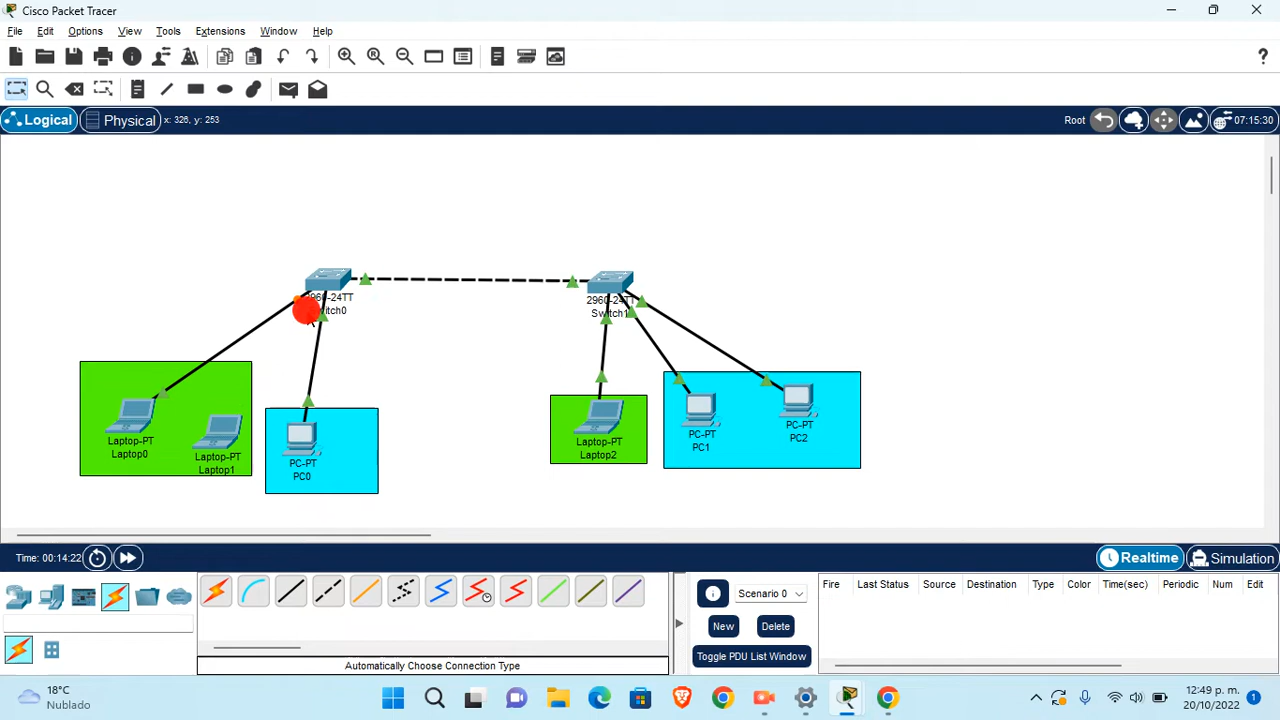 Cisco Packet Tracer
File Edit Options View Tools Extensions Window Help
Logical Physical x: 326, y: 253 Root 07:15:30
2960-24TT
Switch1
2960-24TT
Laptop-PT
Laptop0
Laptop-PT
Laptop1
PC-PT
PC0
Laptop-PT
Laptop2
PC-PT
PC1
PC-PT
PC2
Time: 00:14:22 Realtime Simulation
Scenario 0
New Delete
Toggle PDU List Window
Fire Last Status Source Destination Type Color Time(sec) Periodic Num Edit
Automatically Choose Connection Type
18°C
Nublado
12:49 p. m.
20/10/2022
1